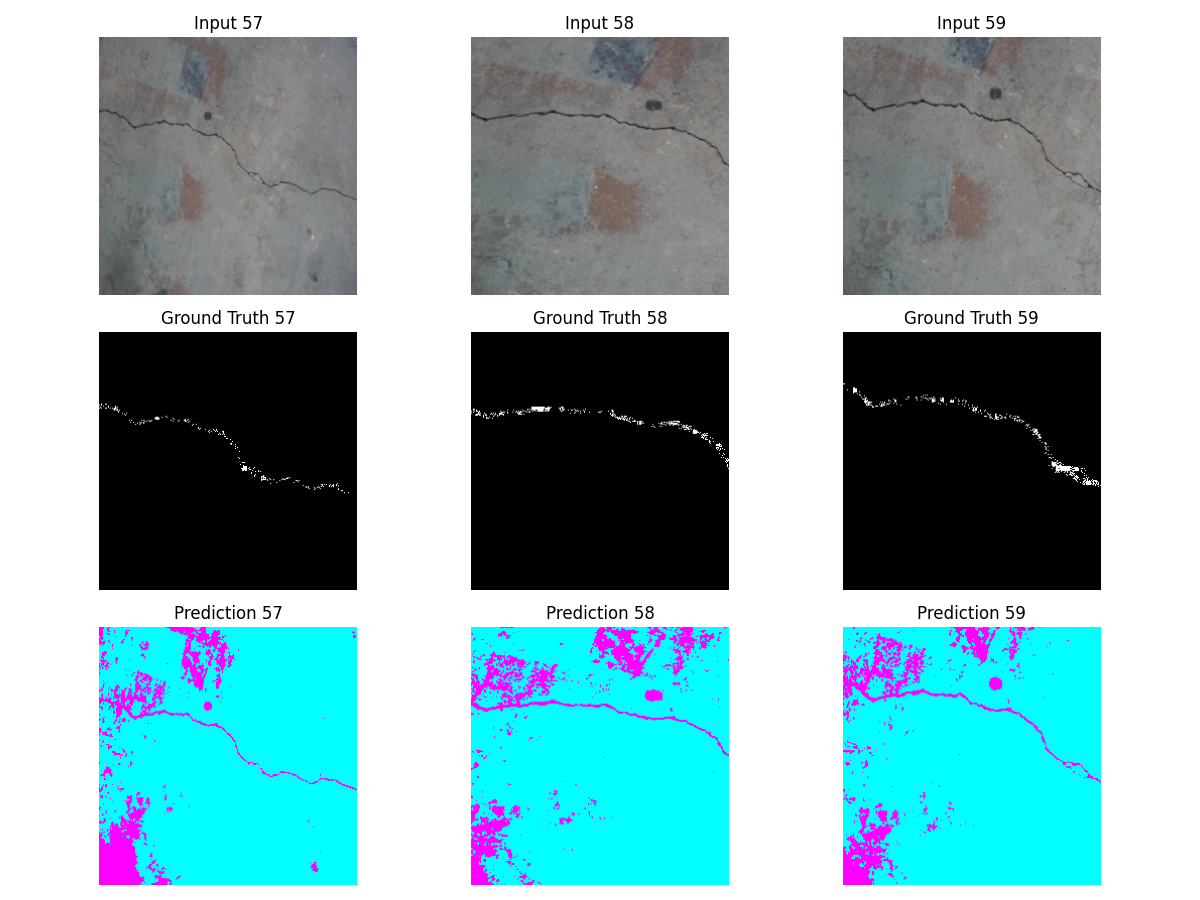 Input 57
Input 58
Input 59
Ground Truth 57
Ground Truth 58
Ground Truth 59
Prediction 57
Prediction 58
Prediction 59